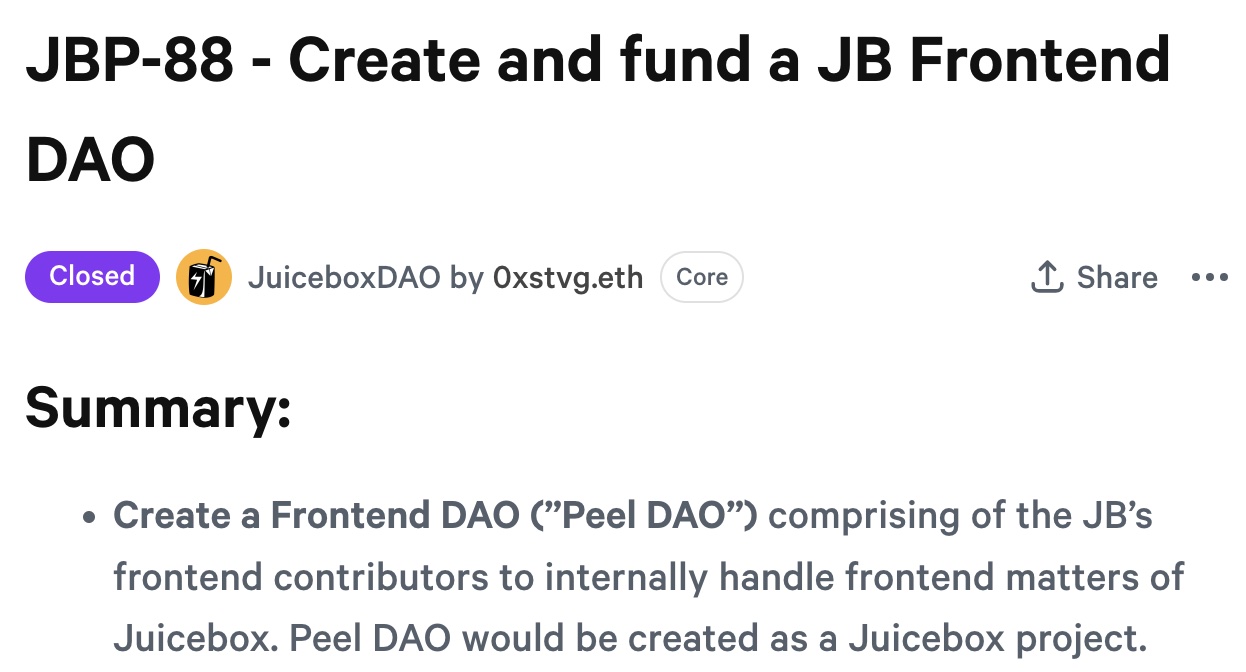 JBP-88 - Create and fund a JB Frontend
DAO
Closed JuiceboxDAO by 0xstvg.eth Core Share
Summary:
• Create a Frontend DAO (”Peel DAO”) comprising of the JB’s
frontend contributors to internally handle frontend matters of
Juicebox. Peel DAO would be created as a Juicebox project.